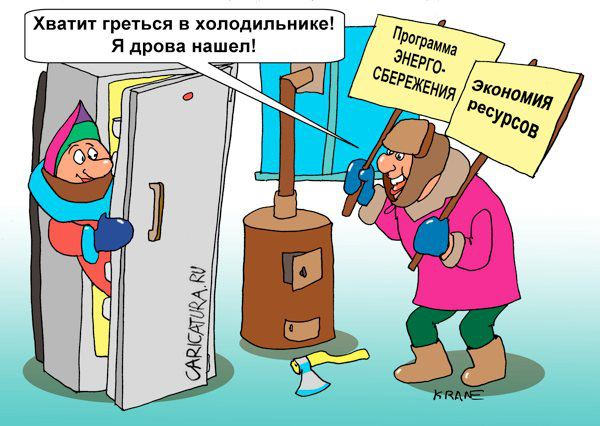 Хватит греться в холодильнике!
Я дрова нашел!
Программа
ЭНЕРГО-
СБЕРЕЖЕНИЯ
Экономия
ресурсов
CARICATURA.RU
KRANE